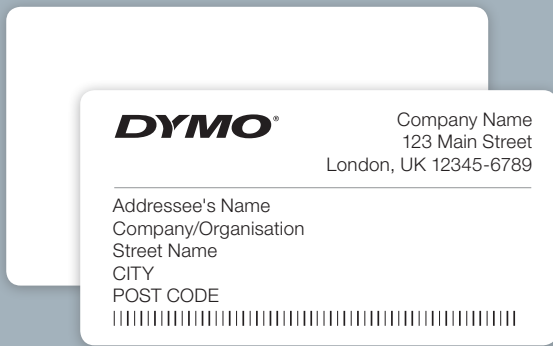 DYMO®
Company Name
123 Main Street
London, UK 12345-6789
Addressee's Name
Company/Organisation
Street Name
CITY
POST CODE